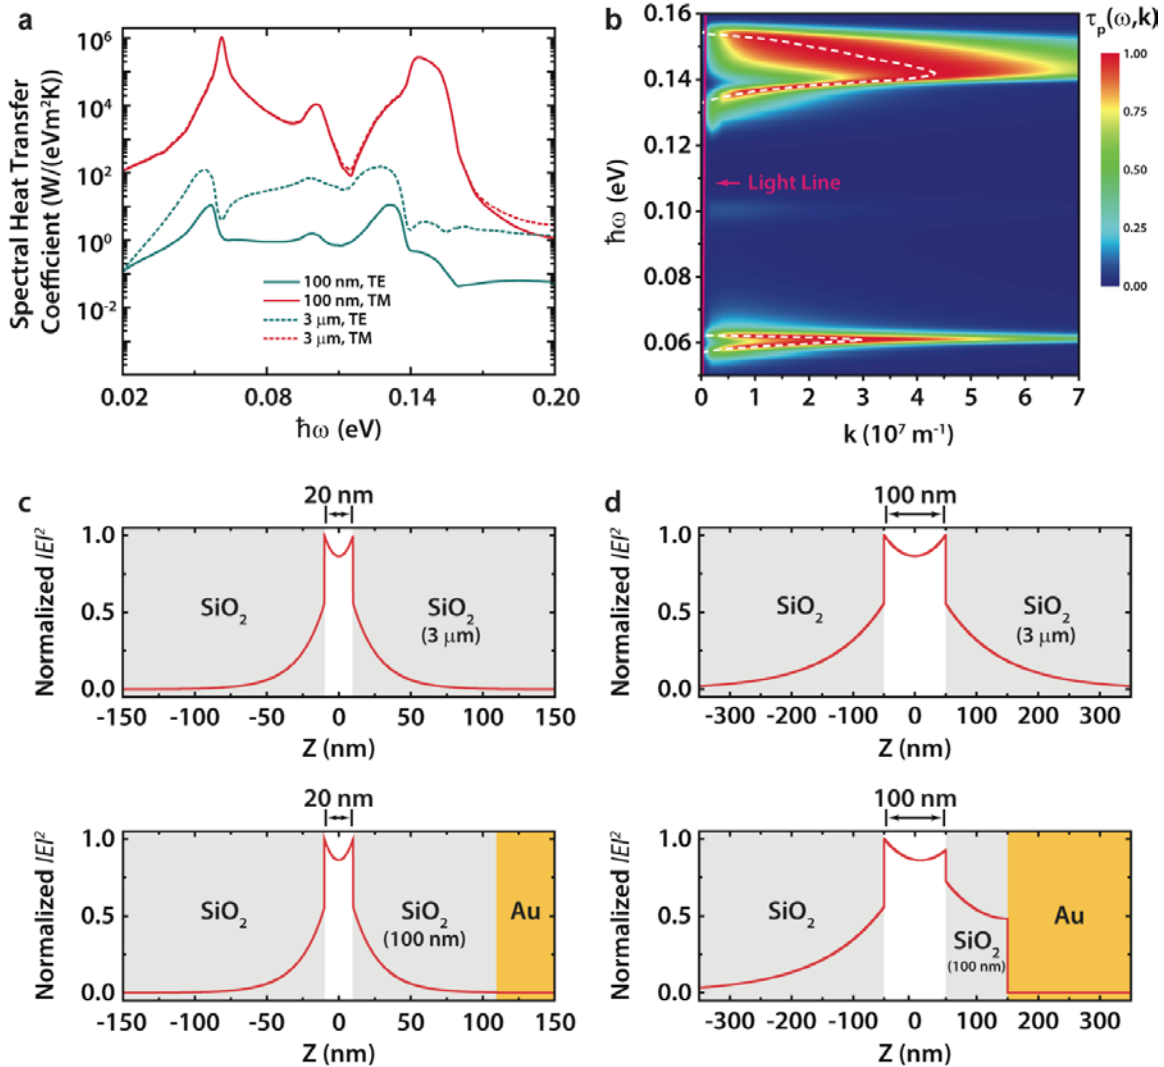 a
Spectral Heat Transfer
Coefficient (W/(eVm²K))
10⁶
10⁴
10²
10⁰
10⁻²
100 nm, TE
100 nm, TM
3 μm, TE
3 μm, TM
0.02 0.08 0.14 0.20
ħω (eV)
b
τp(ω,k)
ħω (eV)
0.16
0.14
0.12
0.10
0.08
0.06
Light Line
0 1 2 3 4 5 6 7
k (10⁷ m⁻¹)
1.00
0.75
0.50
0.25
0.00
c
20 nm
Normalized |E|²
1.0
0.5
0.0
SiO₂
SiO₂
(3 μm)
-150 -100 -50 0 50 100 150
Z (nm)
d
100 nm
Normalized |E|²
1.0
0.5
0.0
SiO₂
SiO₂
(3 μm)
-300 -200 -100 0 100 200 300
Z (nm)
20 nm
Normalized |E|²
1.0
0.5
0.0
SiO₂
SiO₂
(100 nm)
Au
-150 -100 -50 0 50 100 150
Z (nm)
100 nm
Normalized |E|²
1.0
0.5
0.0
SiO₂
SiO₂
(100 nm)
Au
-300 -200 -100 0 100 200 300
Z (nm)